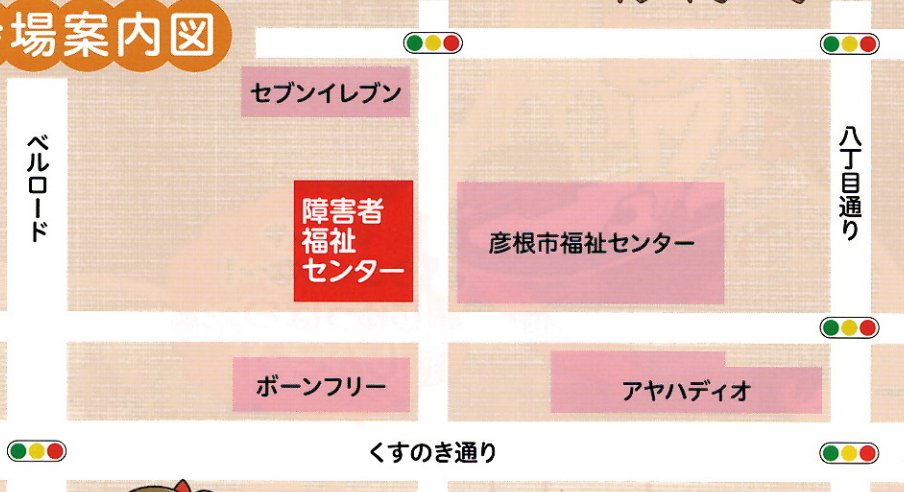 場案内図
セブンイレブン
ベルロード
八丁目通り
障害者
福祉
センター
彦根市福祉センター
ボーンフリー
アヤハディオ
くすのき通り